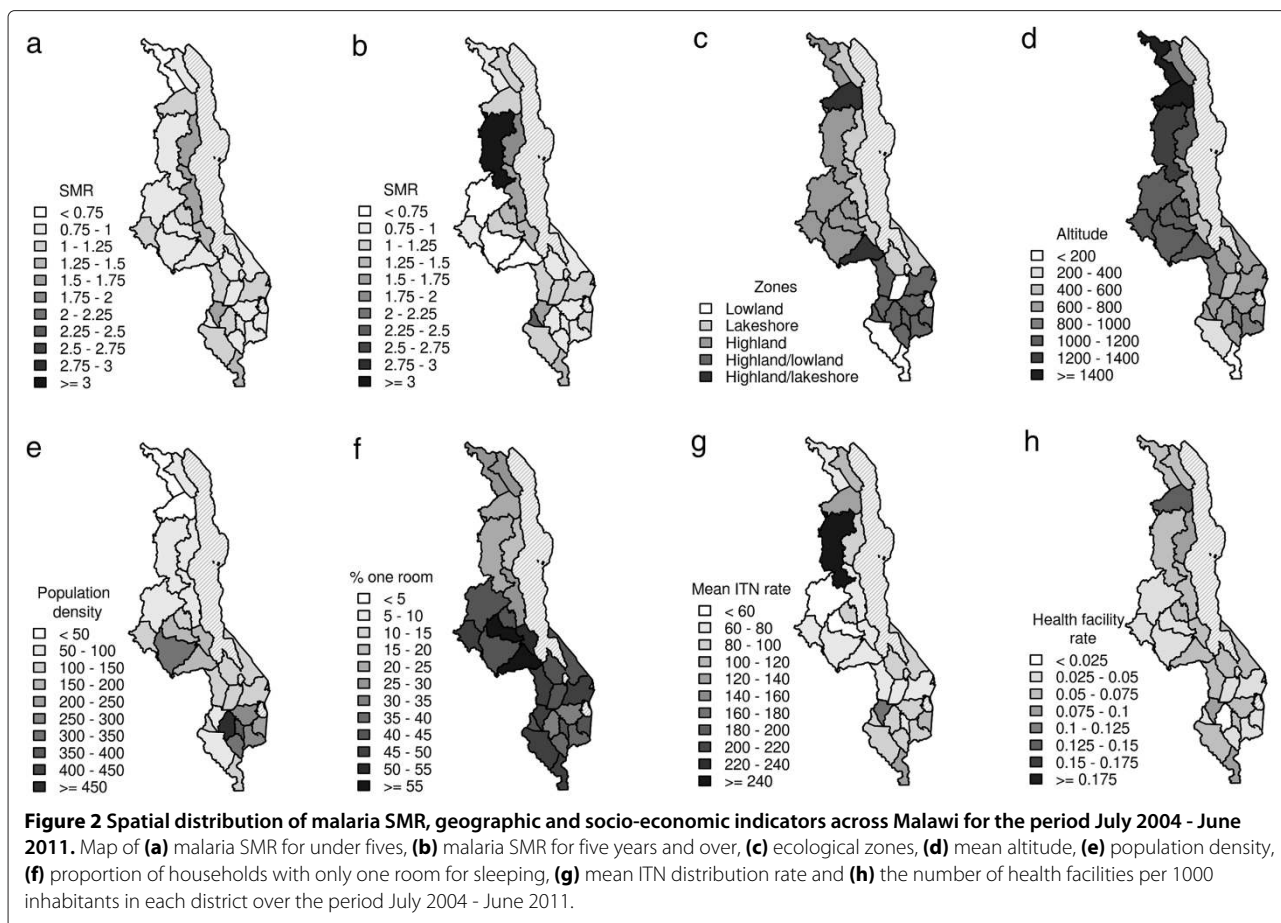 a
SMR
< 0.75
0.75 - 1
1 - 1.25
1.25 - 1.5
1.5 - 1.75
1.75 - 2
2 - 2.25
2.25 - 2.5
2.5 - 2.75
2.75 - 3
>= 3
b
SMR
< 0.75
0.75 - 1
1 - 1.25
1.25 - 1.5
1.5 - 1.75
1.75 - 2
2 - 2.25
2.25 - 2.5
2.5 - 2.75
2.75 - 3
>= 3
c
Zones
Lowland
Lakeshore
Highland
Highland/lowland
Highland/lakeshore
d
Altitude
< 200
200 - 400
400 - 600
600 - 800
800 - 1000
1000 - 1200
1200 - 1400
>= 1400
e
Population
density
< 50
50 - 100
100 - 150
150 - 200
200 - 250
250 - 300
300 - 350
350 - 400
400 - 450
>= 450
f
% one room
< 5
5 - 10
10 - 15
15 - 20
20 - 25
25 - 30
30 - 35
35 - 40
40 - 45
45 - 50
50 - 55
>= 55
g
Mean ITN rate
< 60
60 - 80
80 - 100
100 - 120
120 - 140
140 - 160
160 - 180
180 - 200
200 - 220
220 - 240
>= 240
h
Health facility
rate
< 0.025
0.025 - 0.05
0.05 - 0.075
0.075 - 0.1
0.1 - 0.125
0.125 - 0.15
0.15 - 0.175
>= 0.175
Figure 2 Spatial distribution of malaria SMR, geographic and socio-economic indicators across Malawi for the period July 2004 - June
2011. Map of (a) malaria SMR for under fives, (b) malaria SMR for five years and over, (c) ecological zones, (d) mean altitude, (e) population density,
(f) proportion of households with only one room for sleeping, (g) mean ITN distribution rate and (h) the number of health facilities per 1000
inhabitants in each district over the period July 2004 - June 2011.